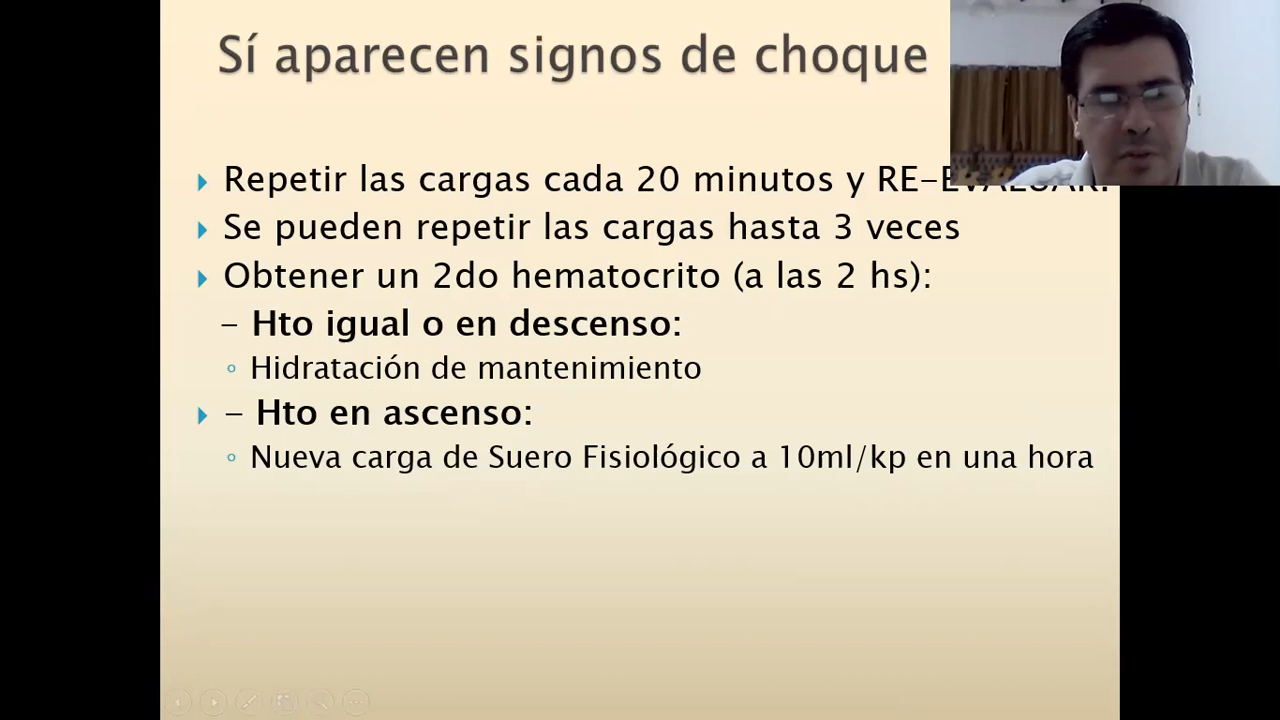 Sí aparecen signos de choque
Repetir las cargas cada 20 minutos y RE-EVALUAR.
Se pueden repetir las cargas hasta 3 veces
Obtener un 2do hematocrito (a las 2 hs):
– Hto igual o en descenso:
Hidratación de mantenimiento
– Hto en ascenso:
Nueva carga de Suero Fisiológico a 10ml/kp en una hora